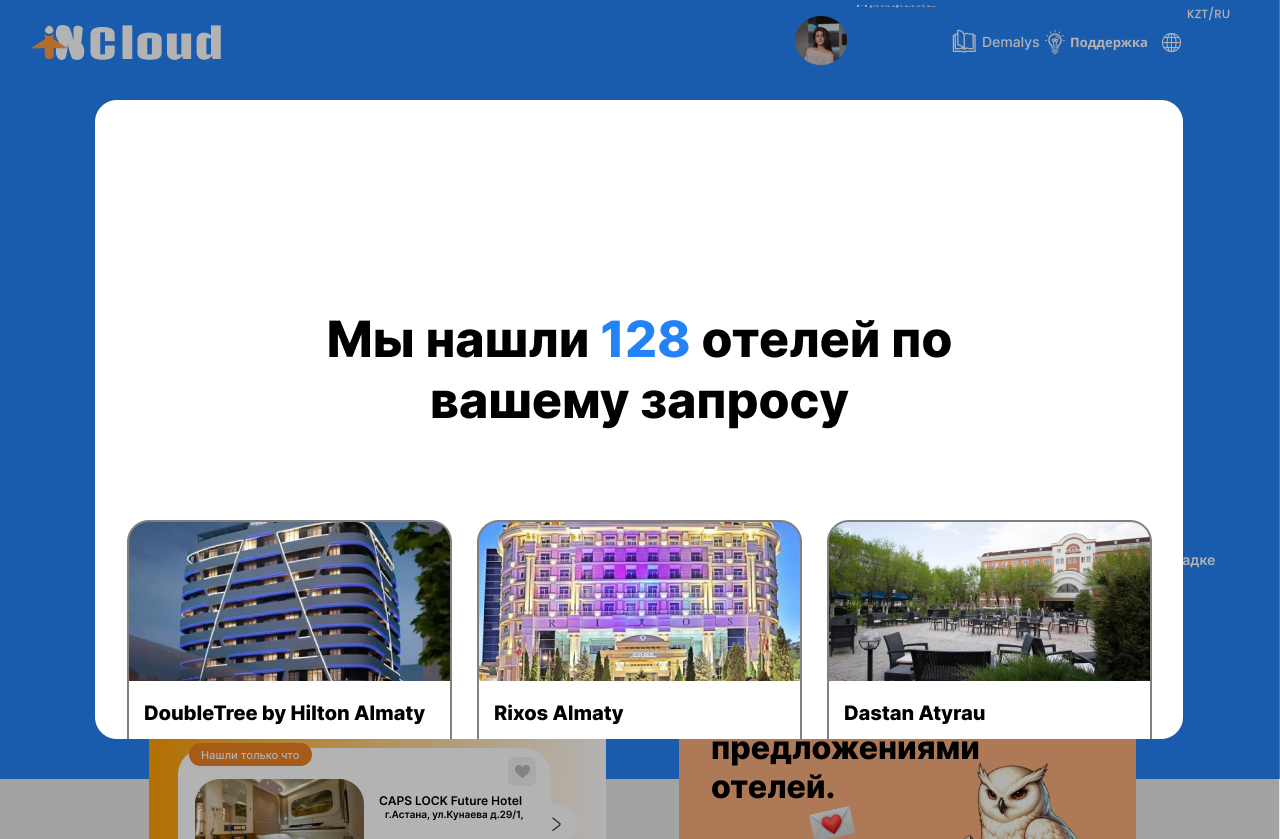 KZT/RU
iNCloud
Demalys
Поддержка
Мы нашли 128 отелей по
вашему запросу
адке
R I X O S
DoubleTree by Hilton Almaty
Rixos Almaty
Dastan Atyrau
Нашли только что
предложениями
отелей.
CAPS LOCK Future Hotel
г.Астана, ул.Кунаева д.29/1,